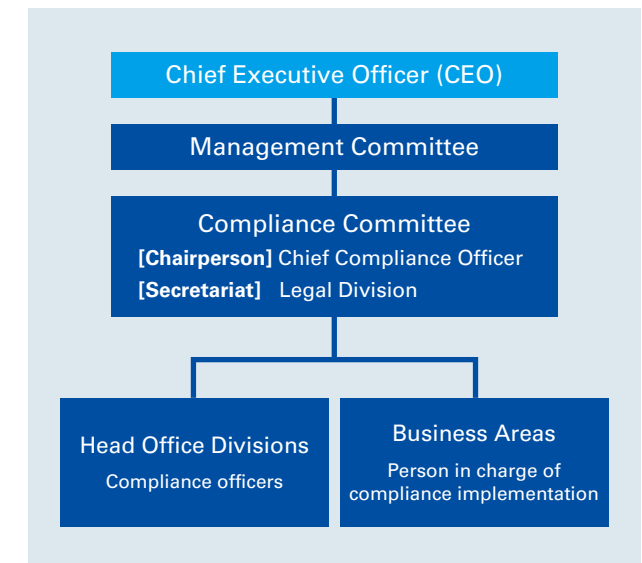 Chief Executive Officer (CEO)
Management Committee
Compliance Committee
[Chairperson] Chief Compliance Officer
[Secretariat] Legal Division
Head Office Divisions
Compliance officers
Business Areas
Person in charge of
compliance implementation